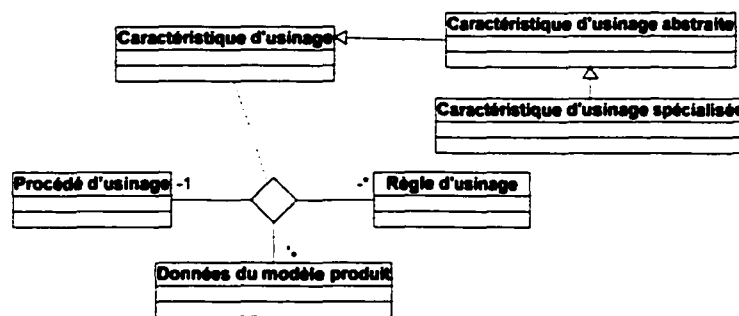 Caractéristique d'usinage abstraite
Caractéristique d'usinage
Caractéristique d'usinage spécialisée
Procédé d'usinage -1
-* Règle d'usinage
*
Données du modèle produit